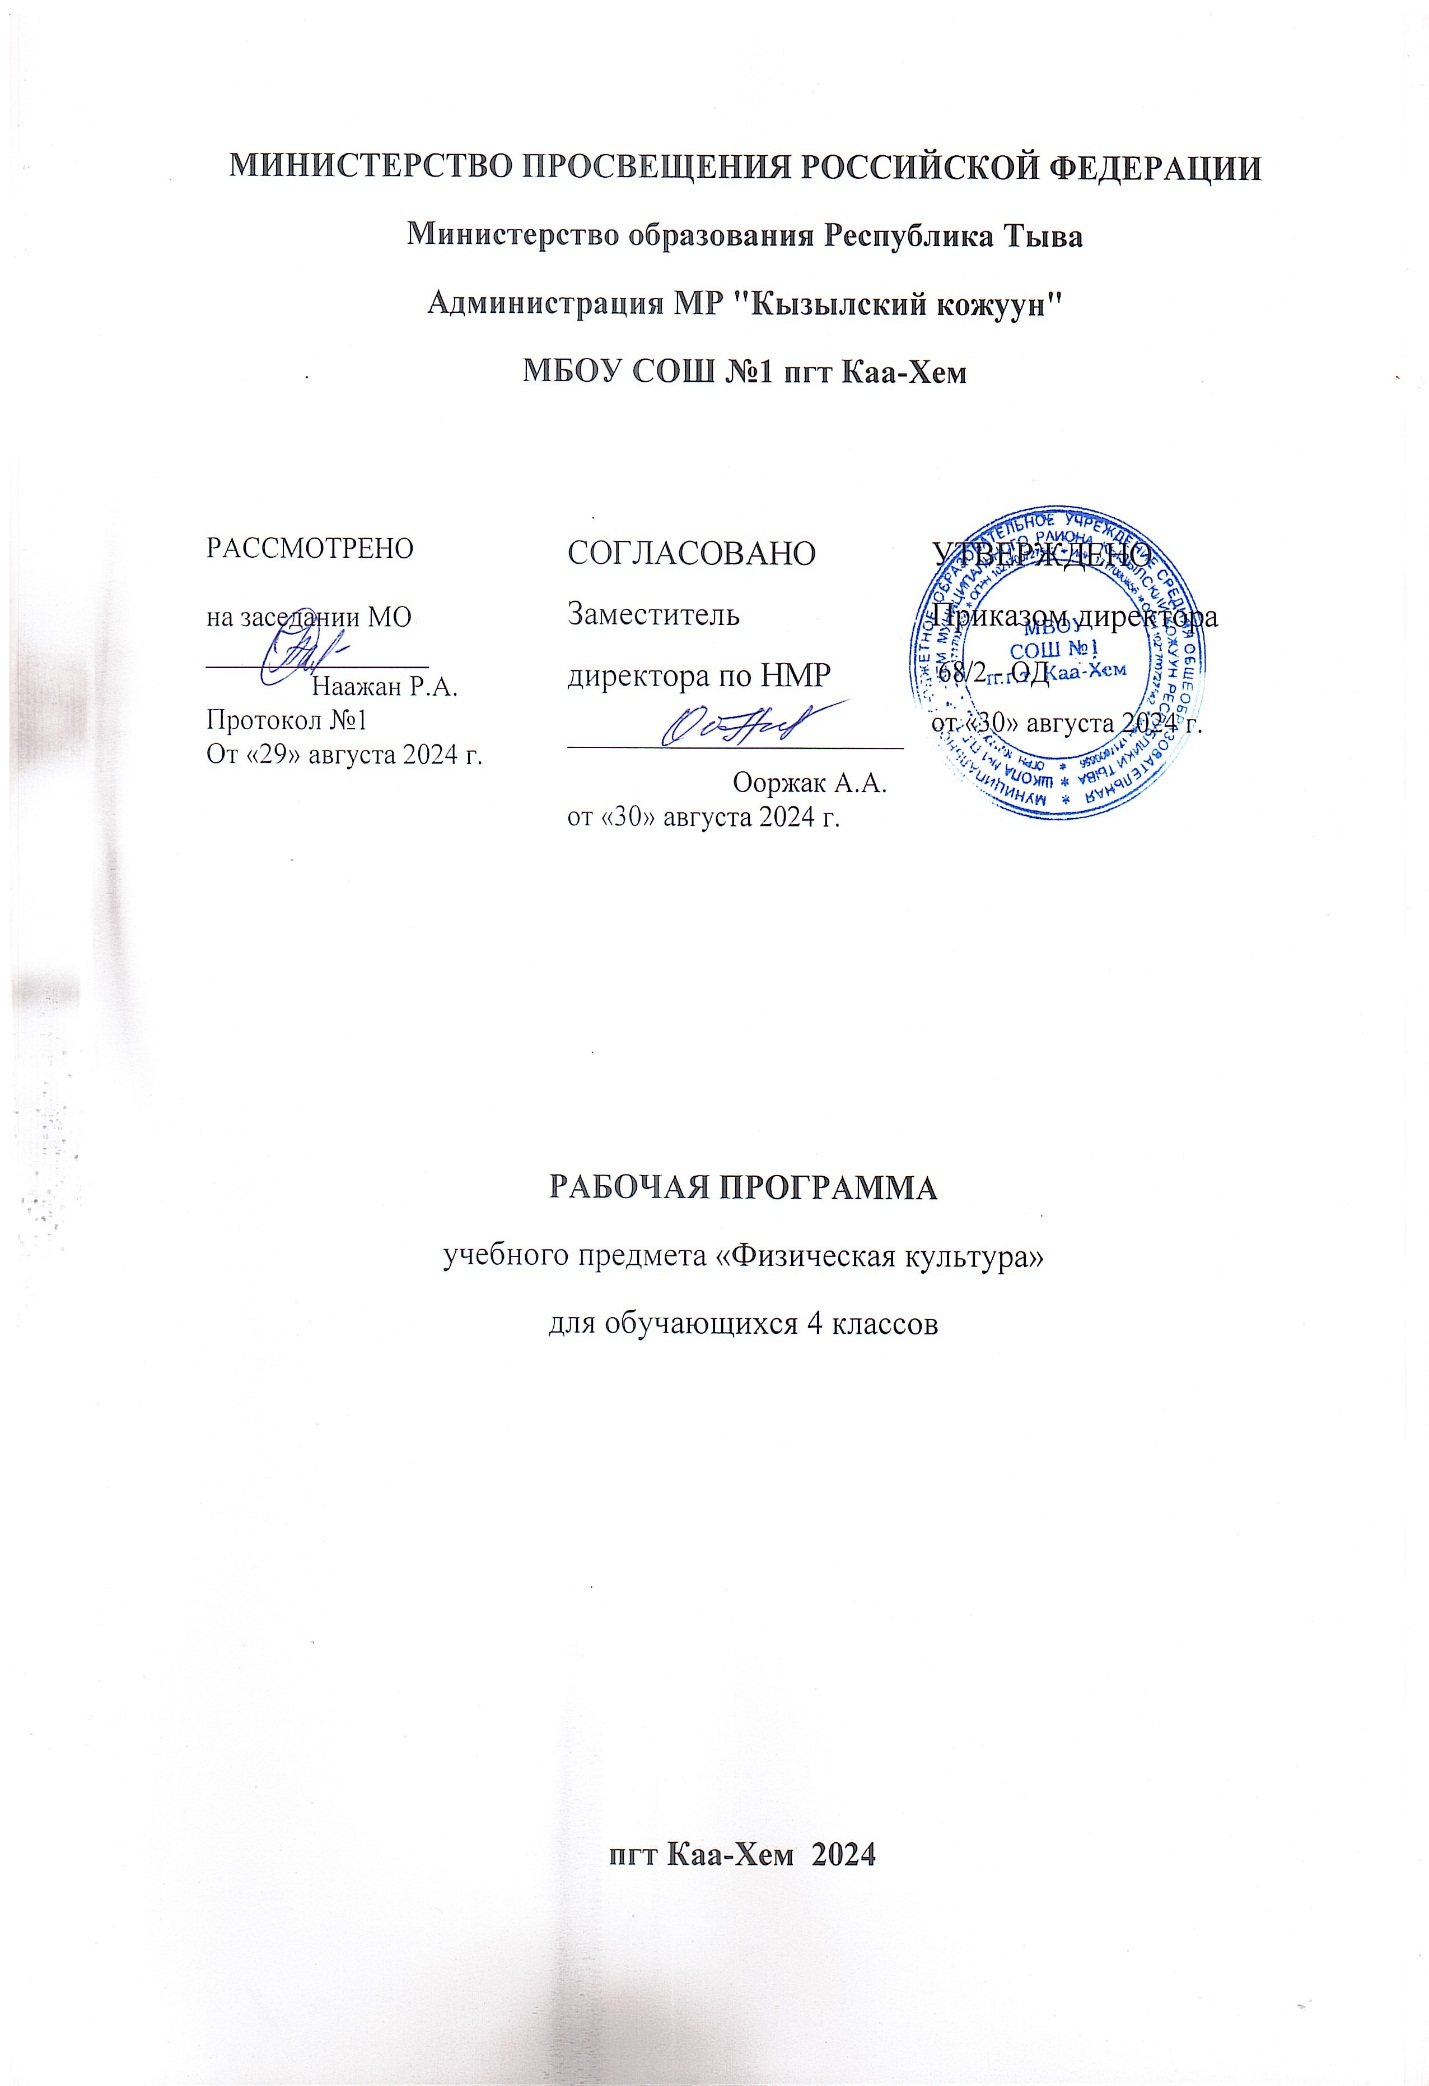 МИНИСТЕРСТВО ПРОСВЕЩЕНИЯ РОССИЙСКОЙ ФЕДЕРАЦИИ
Министерство образования Республика Тыва
Администрация МР "Кызылский кожуун"
МБОУ СОШ №1 пгт Каа-Хем
РАССМОТРЕНО
на заседании МО
Наажан Р.А.
Протокол №1
От «29» августа 2024 г.
СОГЛАСОВАНО
Заместитель
директора по НМР
Ооржак А.А.
от «30» августа 2024 г.
УТВЕРЖДЕНО
Приказом директора
68/2 - ОД
от «30» августа 2024 г.
МБОУ
СОШ №1
Каа-Хем
РАБОЧАЯ ПРОГРАММА
учебного предмета «Физическая культура»
для обучающихся 4 классов
пгт Каа-Хем 2024